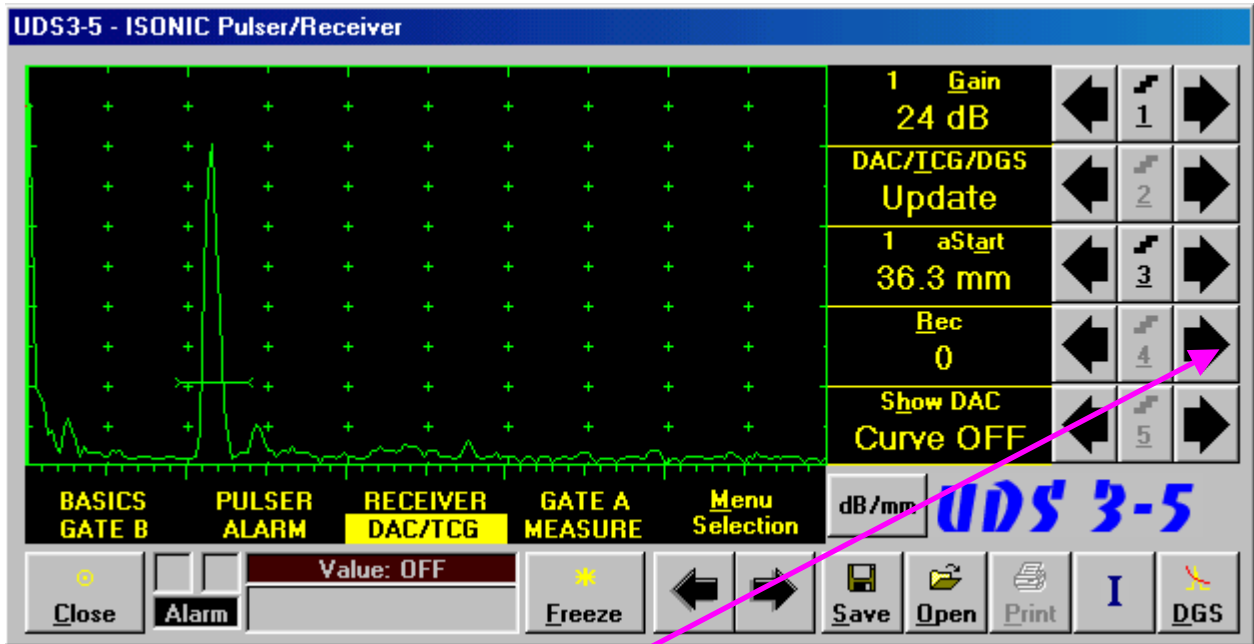 UDS3-5 - ISONIC Pulser/Receiver
1 Gain
24 dB
1
DAC/TCG/DGS
Update
2
1 aStart
36.3 mm
3
Rec
0
4
Show DAC
Curve OFF
5
BASICS PULSER RECEIVER GATE A Menu
GATE B ALARM DAC/TCG MEASURE Selection
dB/mm
UDS 3-5
Close
Alarm
Value: OFF
Freeze
Save
Open
Print
I
DGS